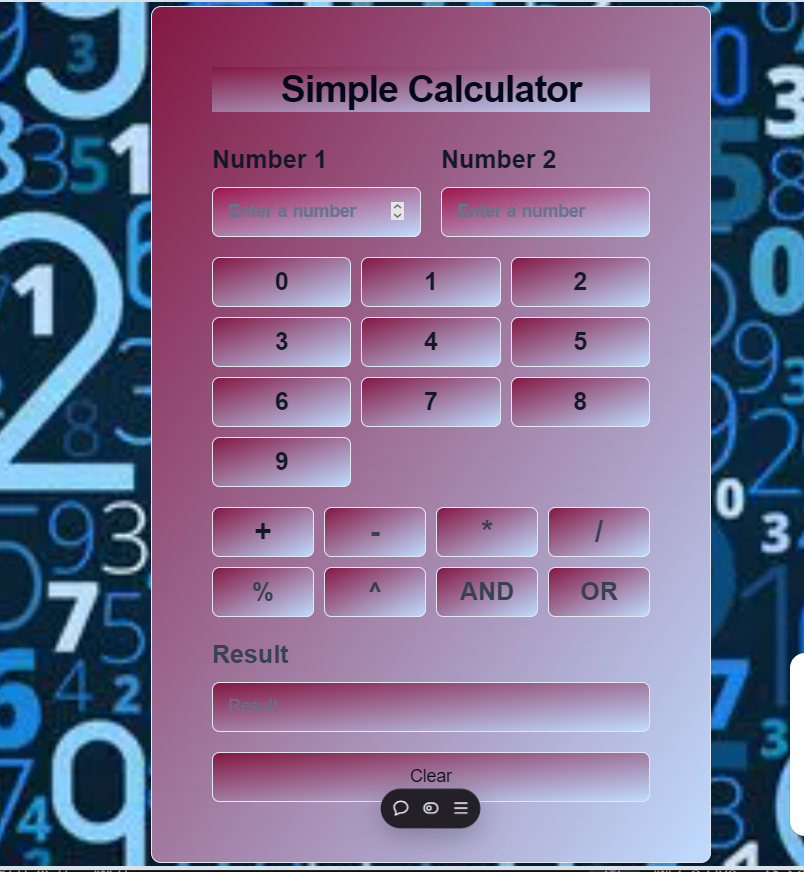 Simple Calculator
Number 1 Number 2
Enter a number Enter a number
0 1 2
3 4 5
6 7 8
9
+ - * /
% ^ AND OR
Result
Result
Clear